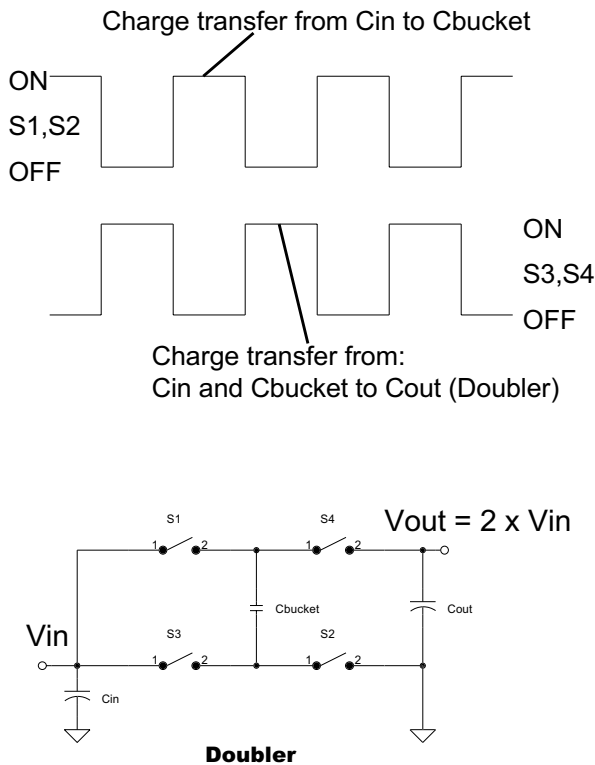 Charge transfer from Cin to Cbucket
ON
S1,S2
OFF
ON
S3,S4
OFF
Charge transfer from:
Cin and Cbucket to Cout (Doubler)
S1
S4
Vout = 2 x Vin
1 2 1 2
Cbucket
Cout
Vin
S3
S2
1 2 1 2
Cin
Doubler